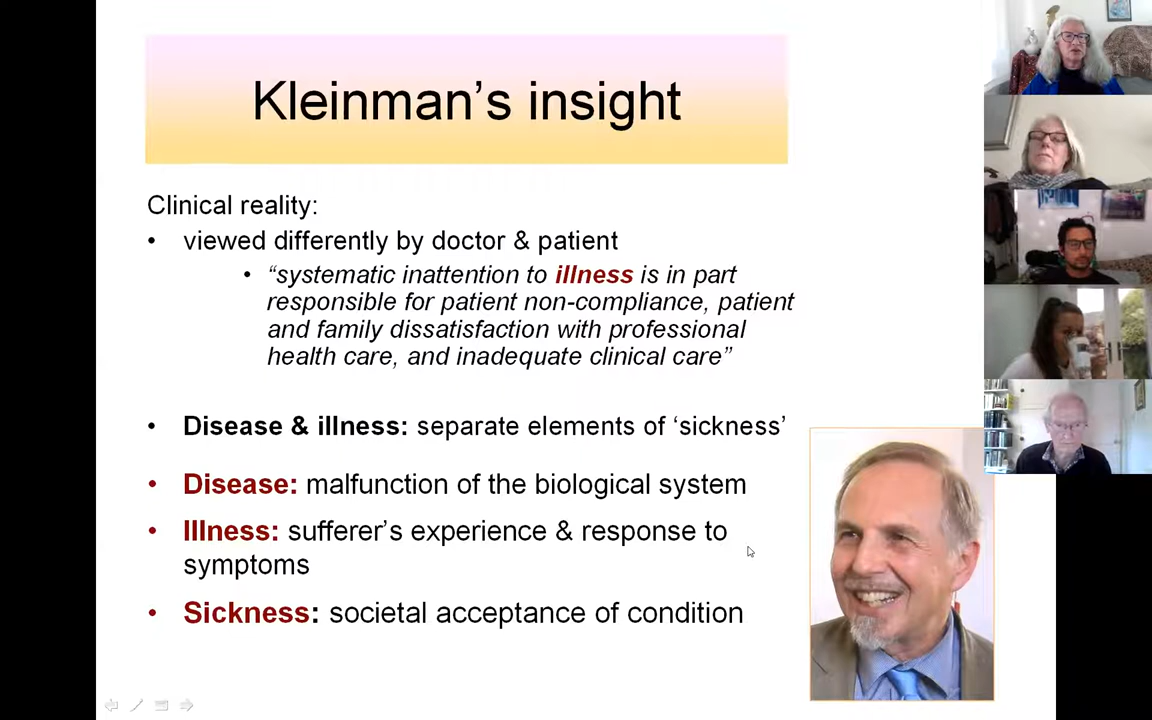 Kleinman's insight
Clinical reality:
• viewed differently by doctor & patient
• “systematic inattention to illness is in part
responsible for patient non-compliance, patient
and family dissatisfaction with professional
health care, and inadequate clinical care”
• Disease & illness: separate elements of ‘sickness’
• Disease: malfunction of the biological system
• Illness: sufferer’s experience & response to
symptoms
• Sickness: societal acceptance of condition